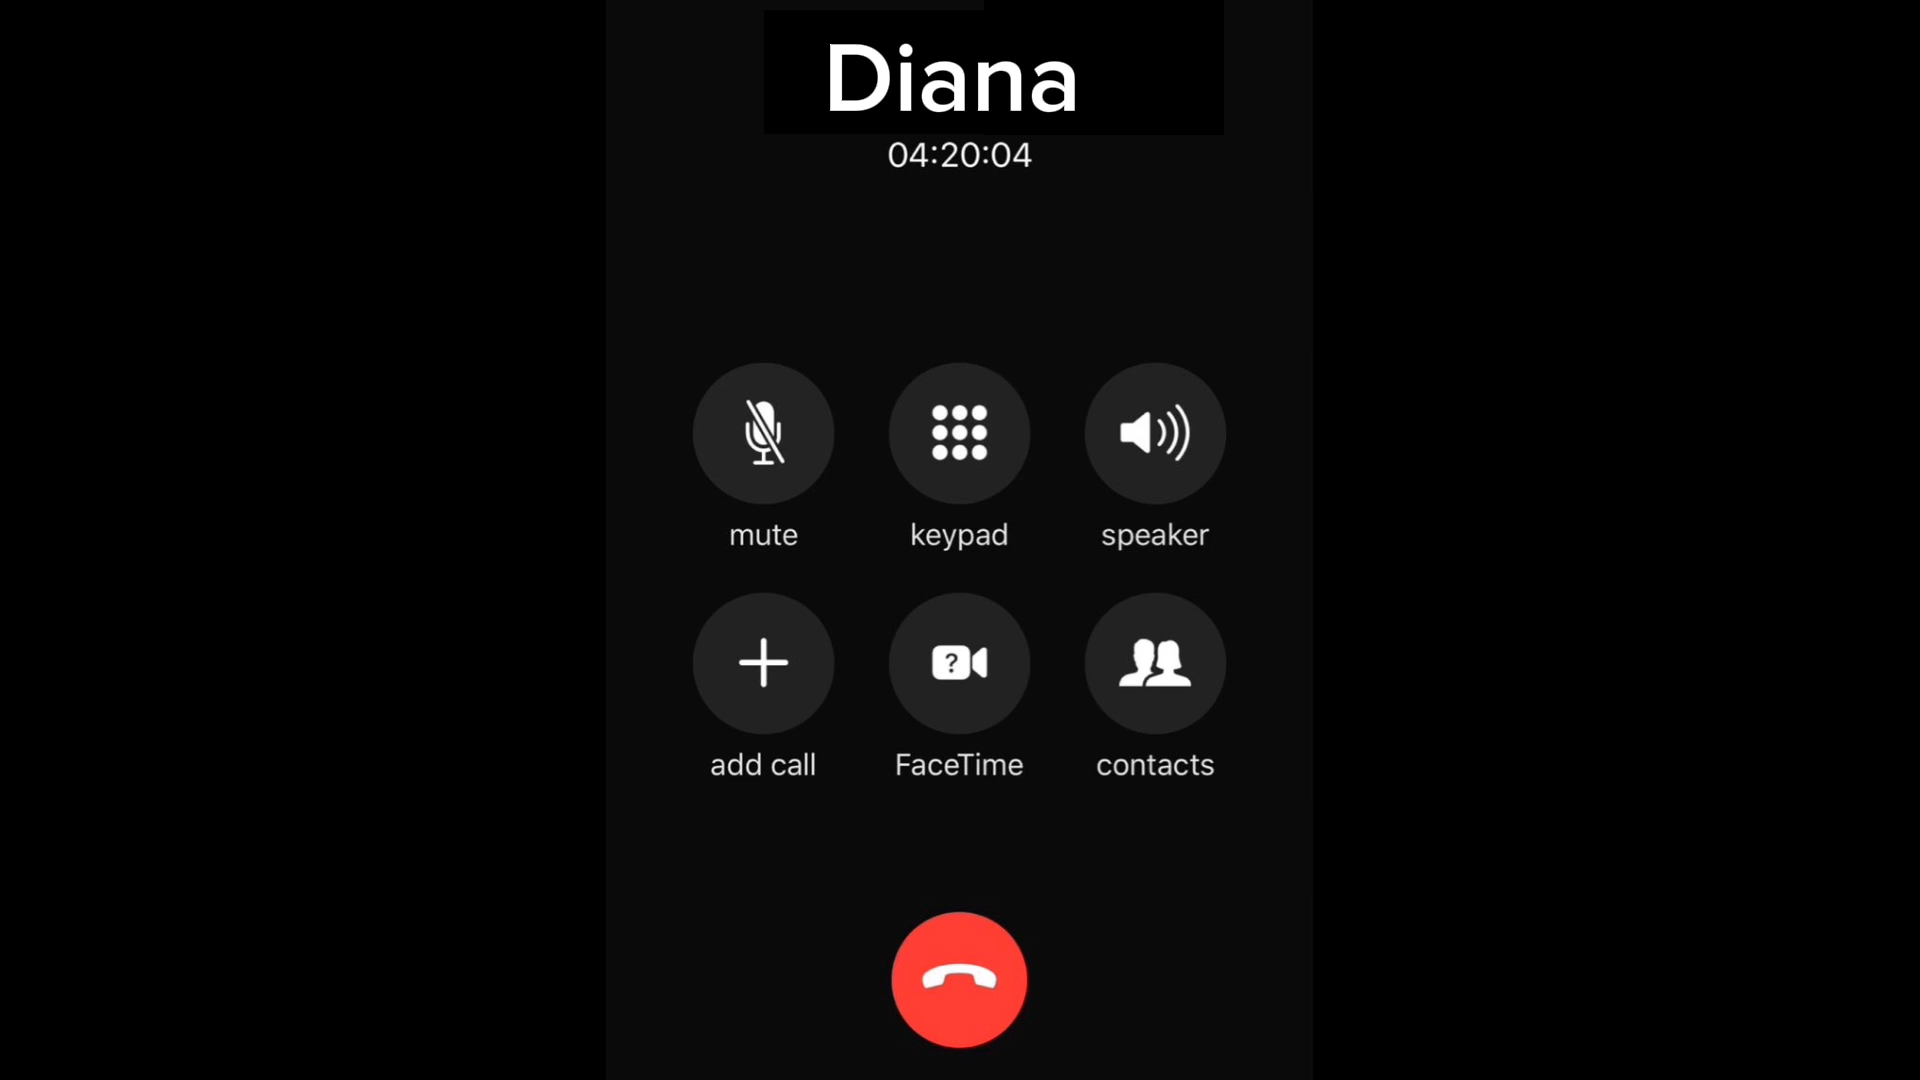 Diana
04:20:04
mute keypad speaker
?
add call FaceTime contacts